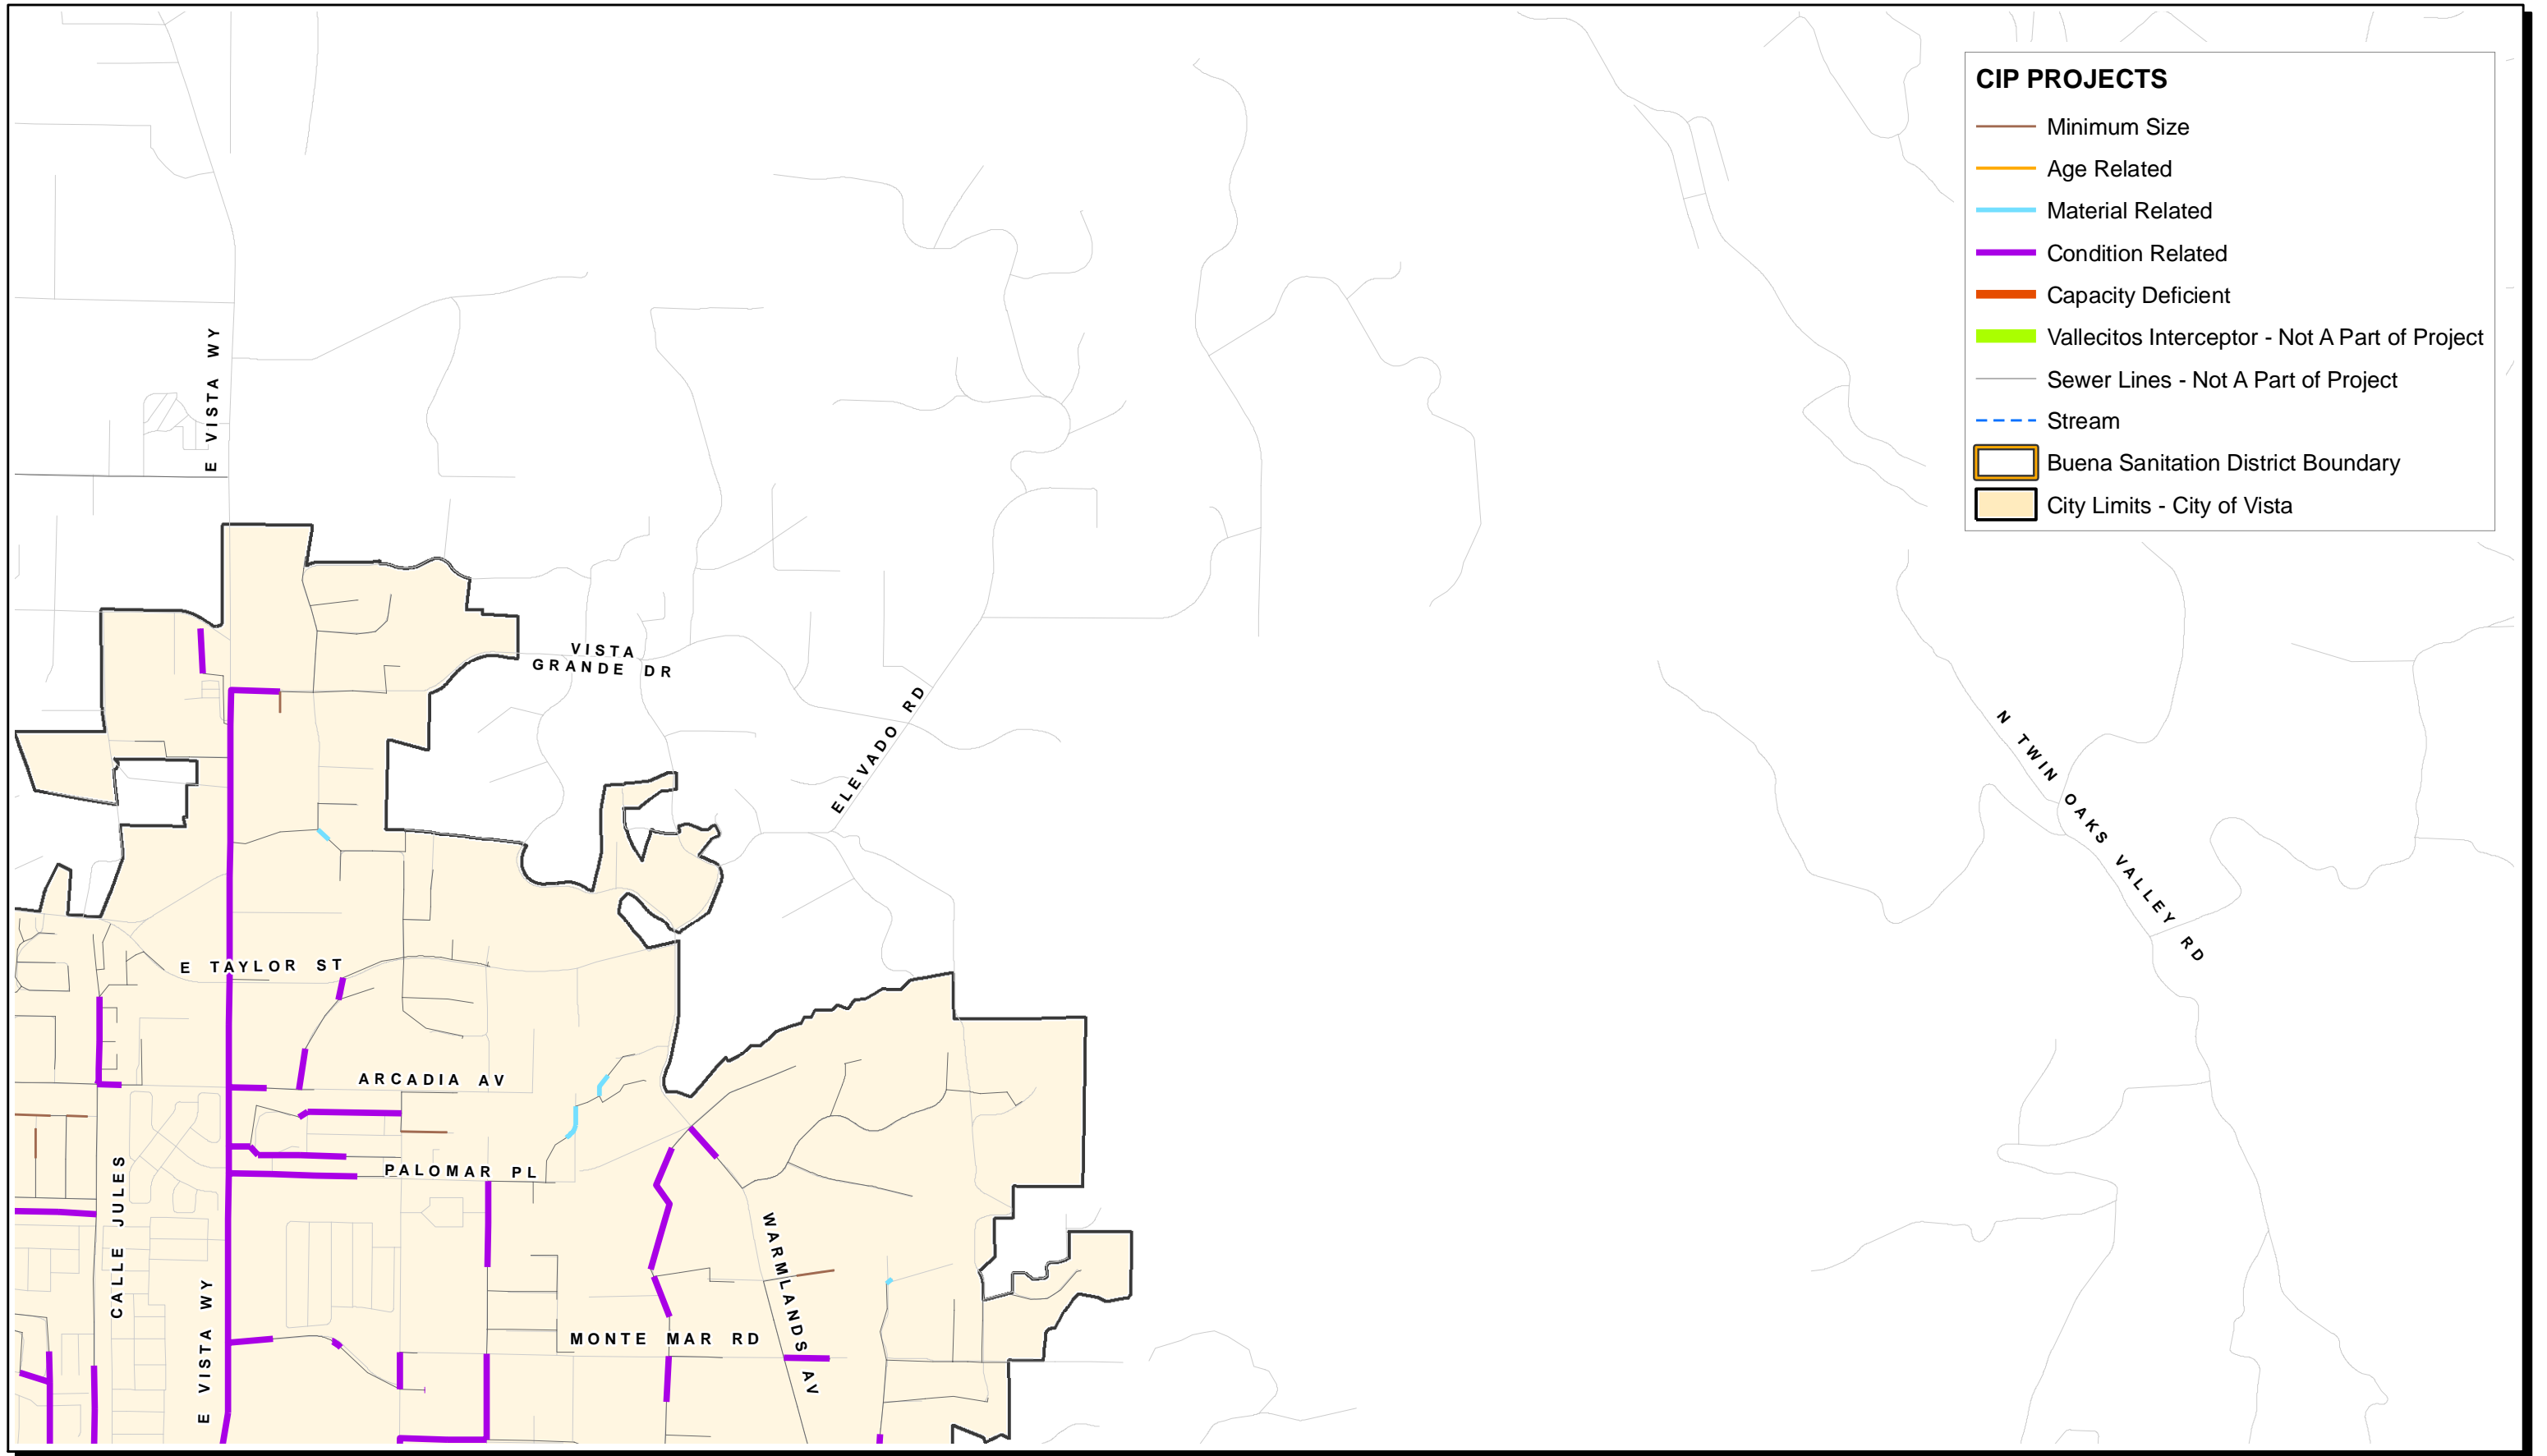 CIP PROJECTS
Minimum Size
Age Related
Material Related
Condition Related
Capacity Deficient
Vallecitos Interceptor - Not A Part of Project
Sewer Lines - Not A Part of Project
Stream
Buena Sanitation District Boundary
City Limits - City of Vista
E VISTA WY
VISTA
GRANDE DR
ELEVADO RD
N TWIN OAKS VALLEY RD
E TAYLOR ST
ARCADIA AV
PALOMAR PL
CALLE JULES
WARMLANDS AV
E VISTA WY
MONTE MAR RD